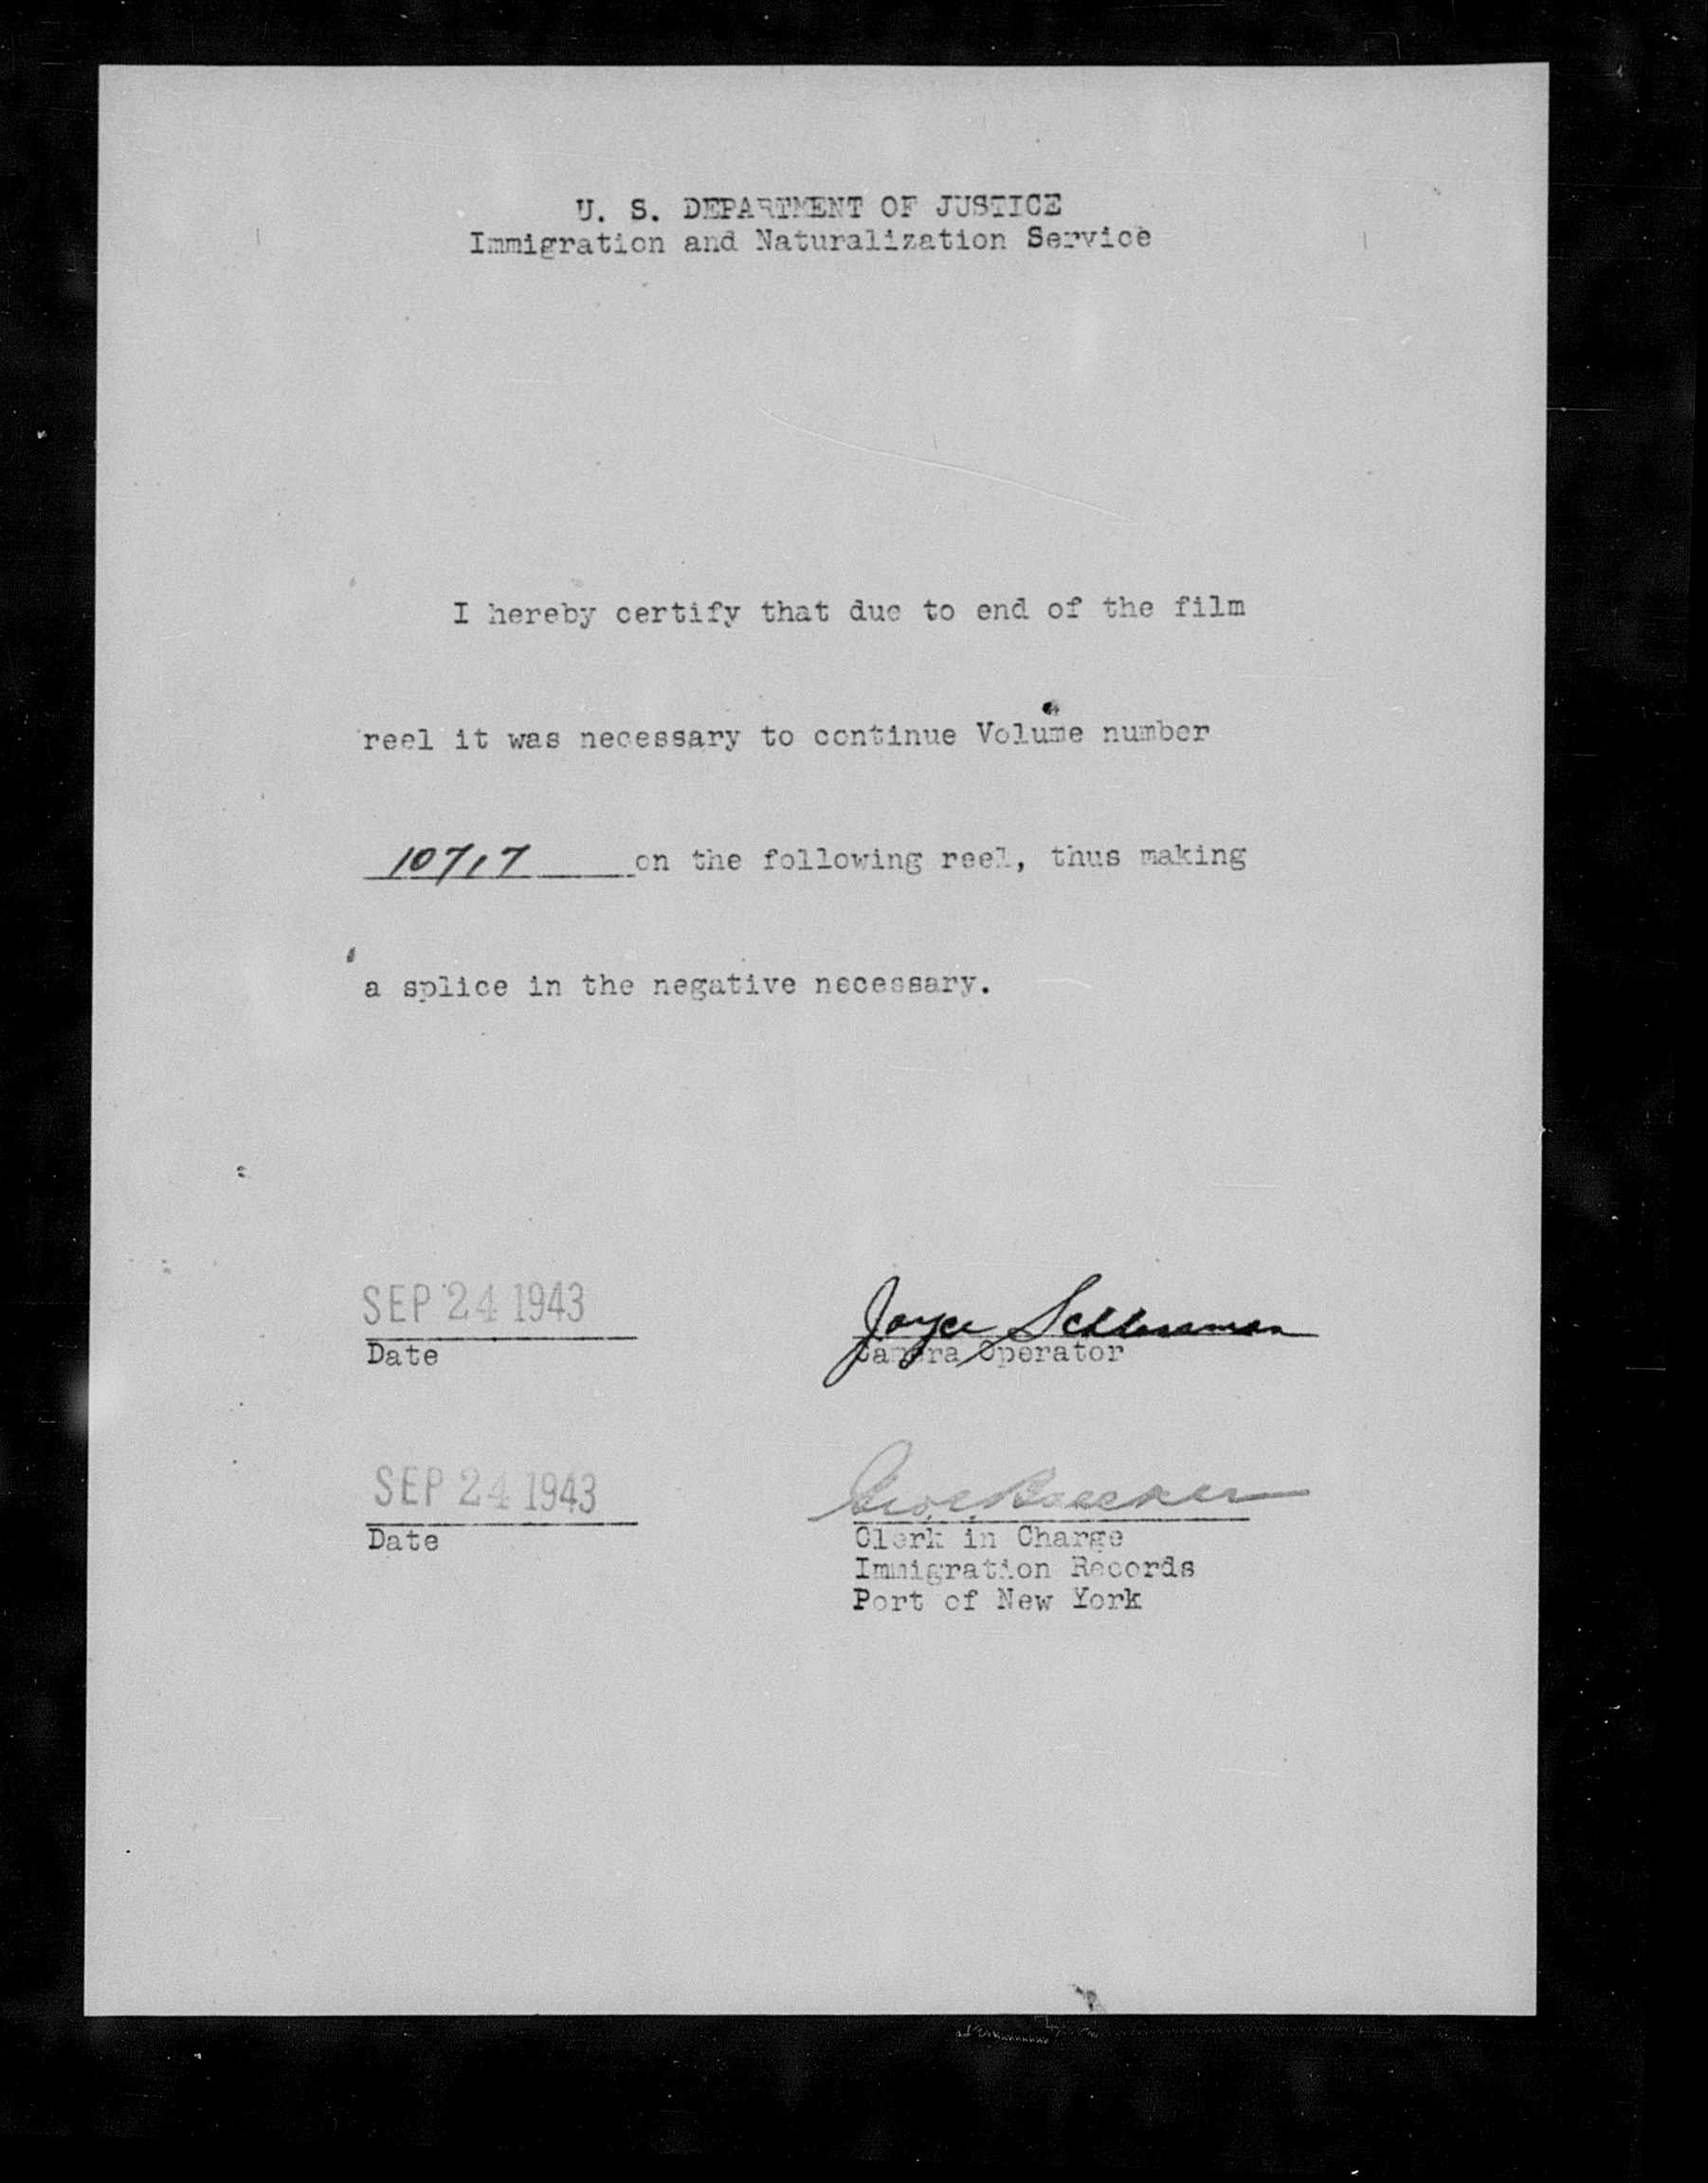 U. S. DEPARTMENT OF JUSTICE
Immigration and Naturalization Service
I hereby certify that due to end of the film
reel it was necessary to continue Volume number
10717 on the following reel, thus making
a splice in the negative necessary.
SEP 24 1943
Date
Joyce
Camera Operator
SEP 24 1943
Date
Clerk in Charge
Immigration Records
Port of New York